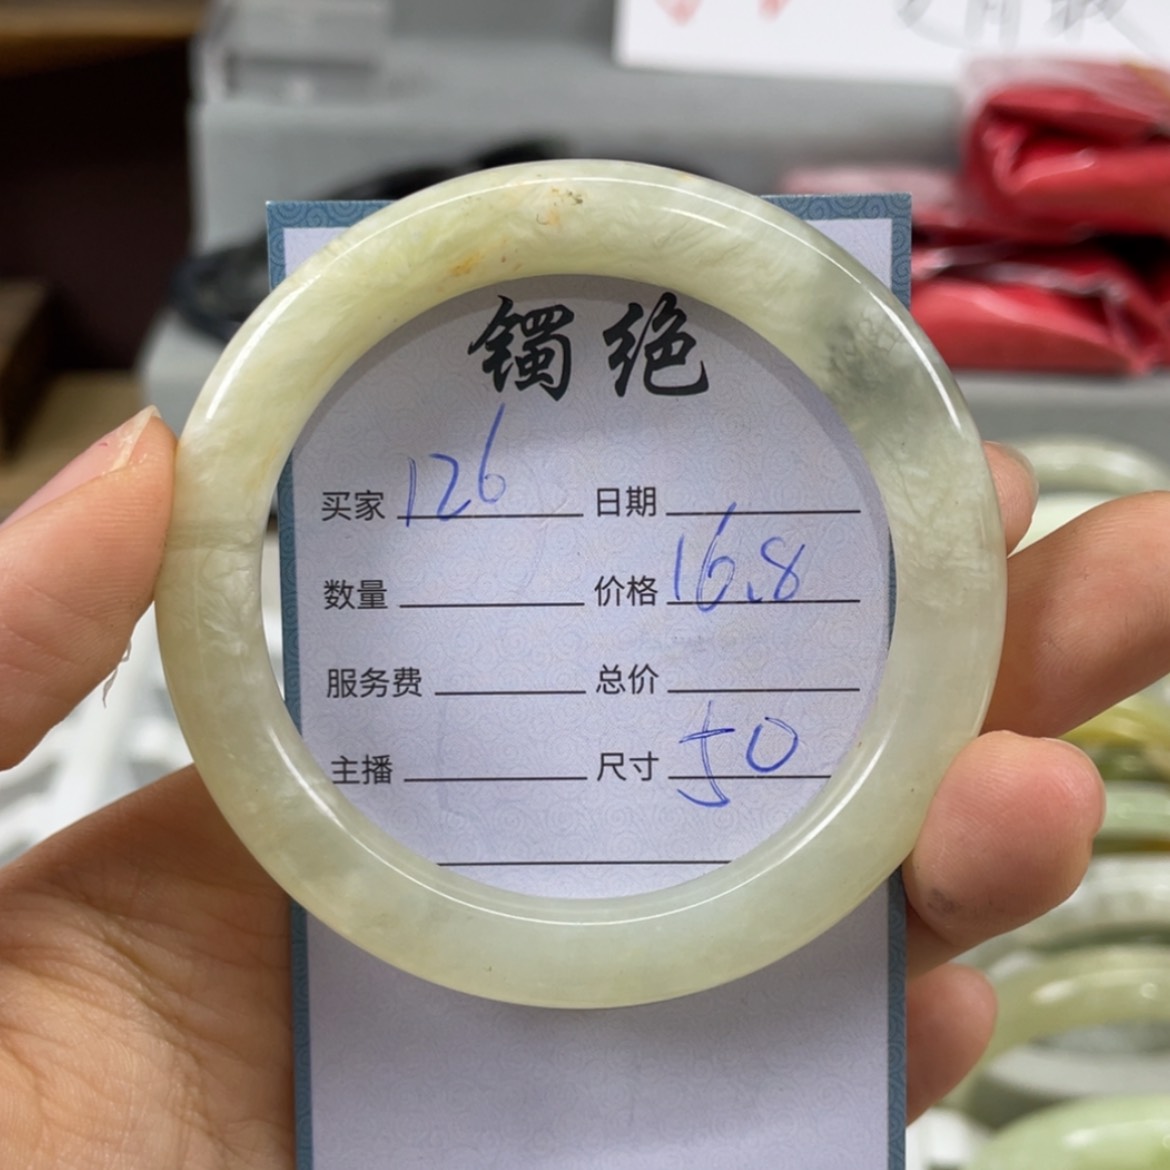 镯绝
买家 126 日期
数量 价格 16.8
服务费 总价
主播 尺寸 50